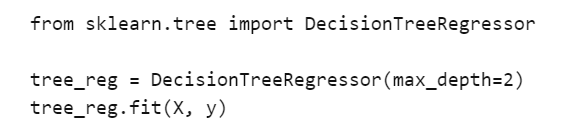 from sklearn.tree import DecisionTreeRegressor
tree_reg = DecisionTreeRegressor(max_depth=2)
tree_reg.fit(X, y)